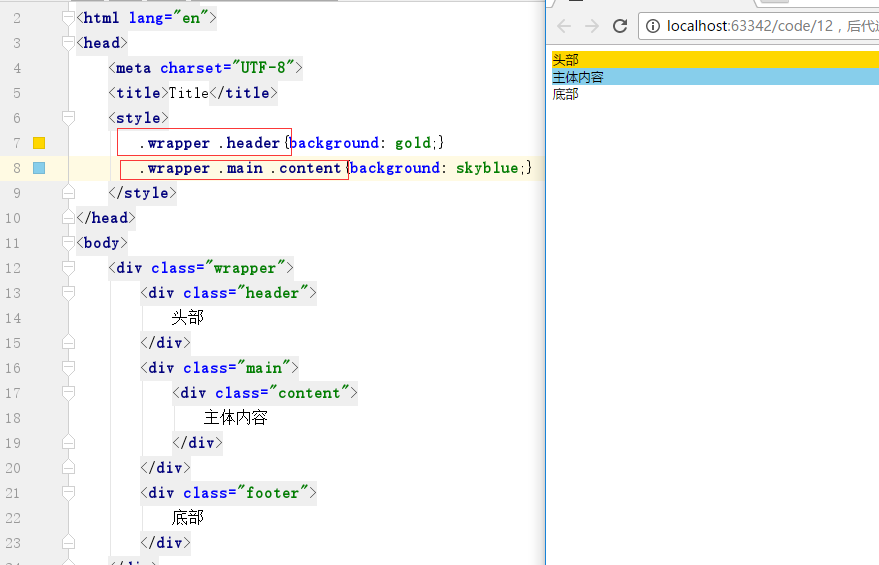 2 <html lang="en">
3 <head>
4 <meta charset="UTF-8">
5 <title>Title</title>
6 <style>
7 .wrapper .header{background: gold;}
8 .wrapper .main .content{background: skyblue;}
9 </style>
10 </head>
11 <body>
12 <div class="wrapper">
13 <div class="header">
14 头部
15 </div>
16 <div class="main">
17 <div class="content">
18 主体内容
19 </div>
20 </div>
21 <div class="footer">
22 底部
23 </div>
localhost:63342/code/12，后代
头部
主体内容
底部